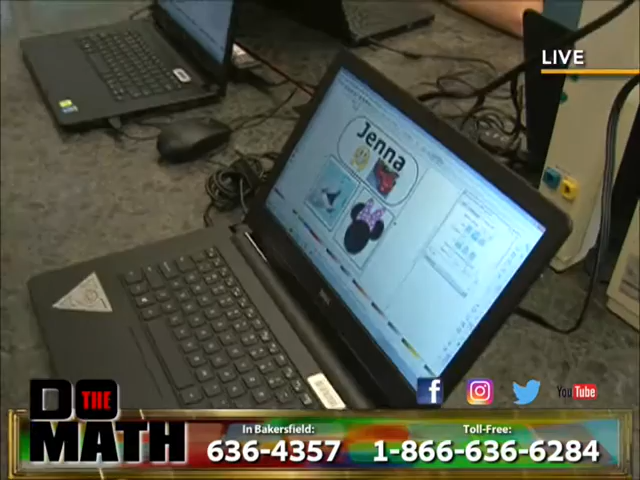 LIVE
Jenna
DO THE MATH
In Bakersfield:
636-4357
Toll-Free:
1-866-636-6284
YouTube